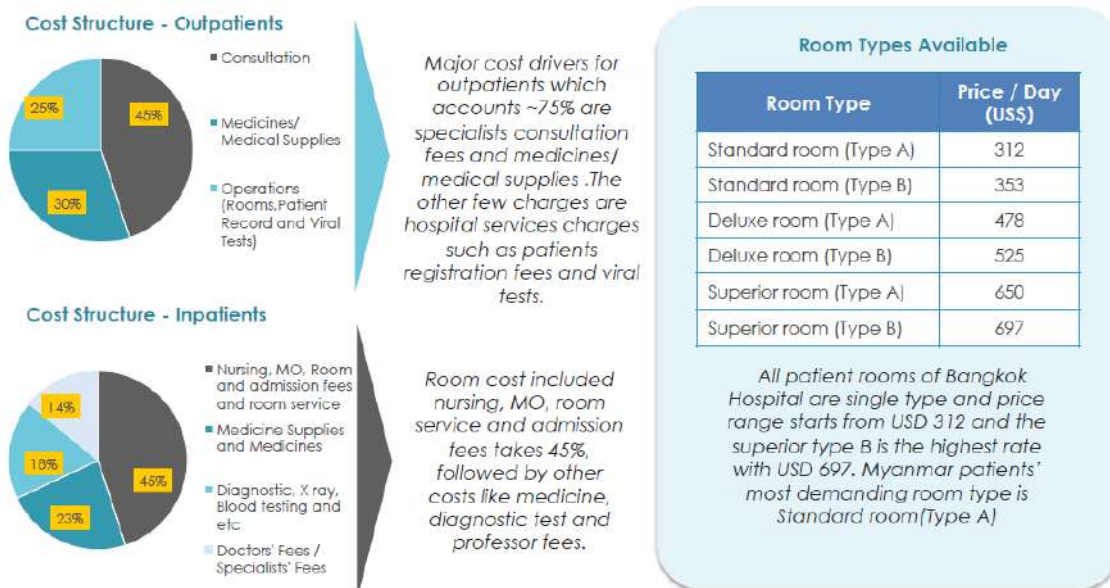 Cost Structure - Outpatients
25%
45%
30%
Consultation
Medicines/
Medical Supplies
Operations
(Rooms,Patient
Record and Viral
Tests)
Major cost drivers for
outpatients which
accounts ~75% are
specialists consultation
fees and medicines/
medical supplies .The
other few charges are
hospital services charges
such as patients
registration fees and viral
tests.
Cost Structure - Inpatients
14%
18%
45%
23%
Nursing, MO, Room
and admission fees
and room service
Medicine Supplies
and Medicines
Diagnostic, X ray,
Blood testing and
etc
Doctors' Fees /
Specialists' Fees
Room cost included
nursing, MO, room
service and admission
fees takes 45%,
followed by other
costs like medicine,
diagnostic test and
professor fees.
Room Types Available
Room Type Price / Day
(US$)
Standard room (Type A) 312
Standard room (Type B) 353
Deluxe room (Type A) 478
Deluxe room (Type B) 525
Superior room (Type A) 650
Superior room (Type B) 697
All patient rooms of Bangkok
Hospital are single type and price
range starts from USD 312 and the
superior type B is the highest rate
with USD 697. Myanmar patients'
most demanding room type is
Standard room(Type A)